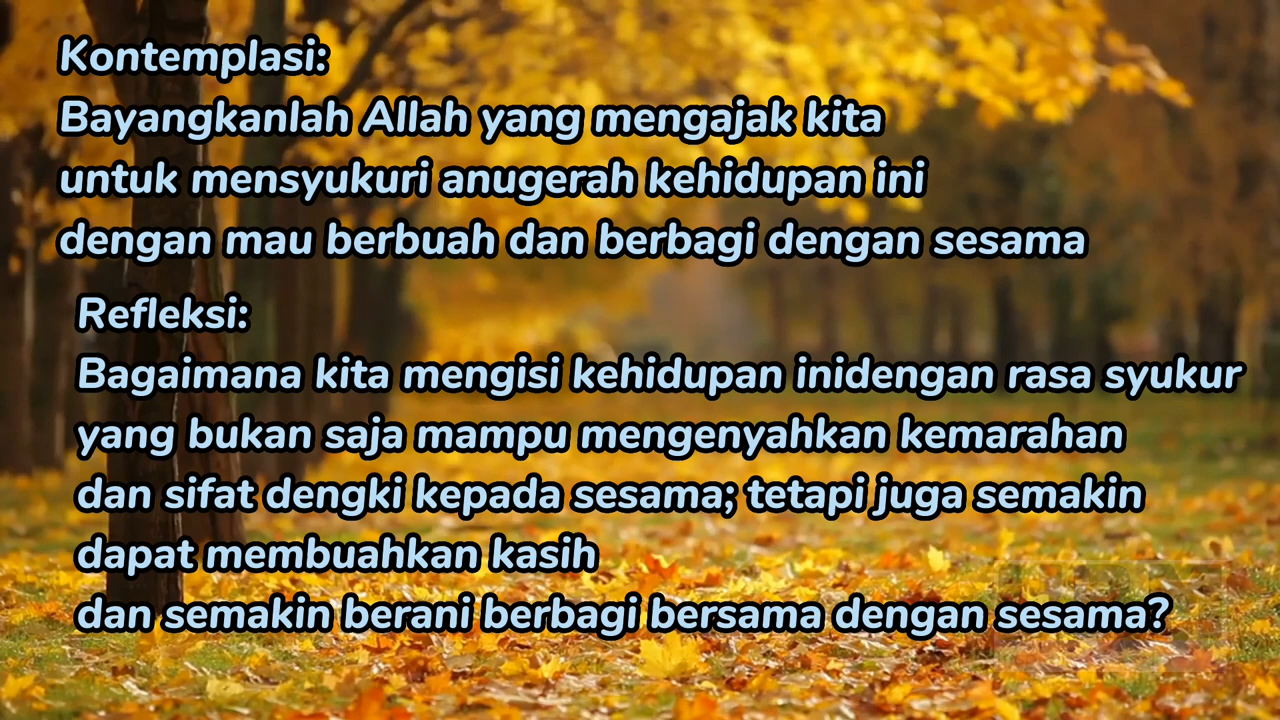 Kontemplasi:
Bayangkanlah Allah yang mengajak kita
untuk mensyukuri anugerah kehidupan ini
dengan mau berbuah dan berbagi dengan sesama
Refleksi:
Bagaimana kita mengisi kehidupan inidengan rasa syukur
yang bukan saja mampu mengenyahkan kemarahan
dan sifat dengki kepada sesama; tetapi juga semakin
dapat membuahkan kasih
dan semakin berani berbagi bersama dengan sesama?